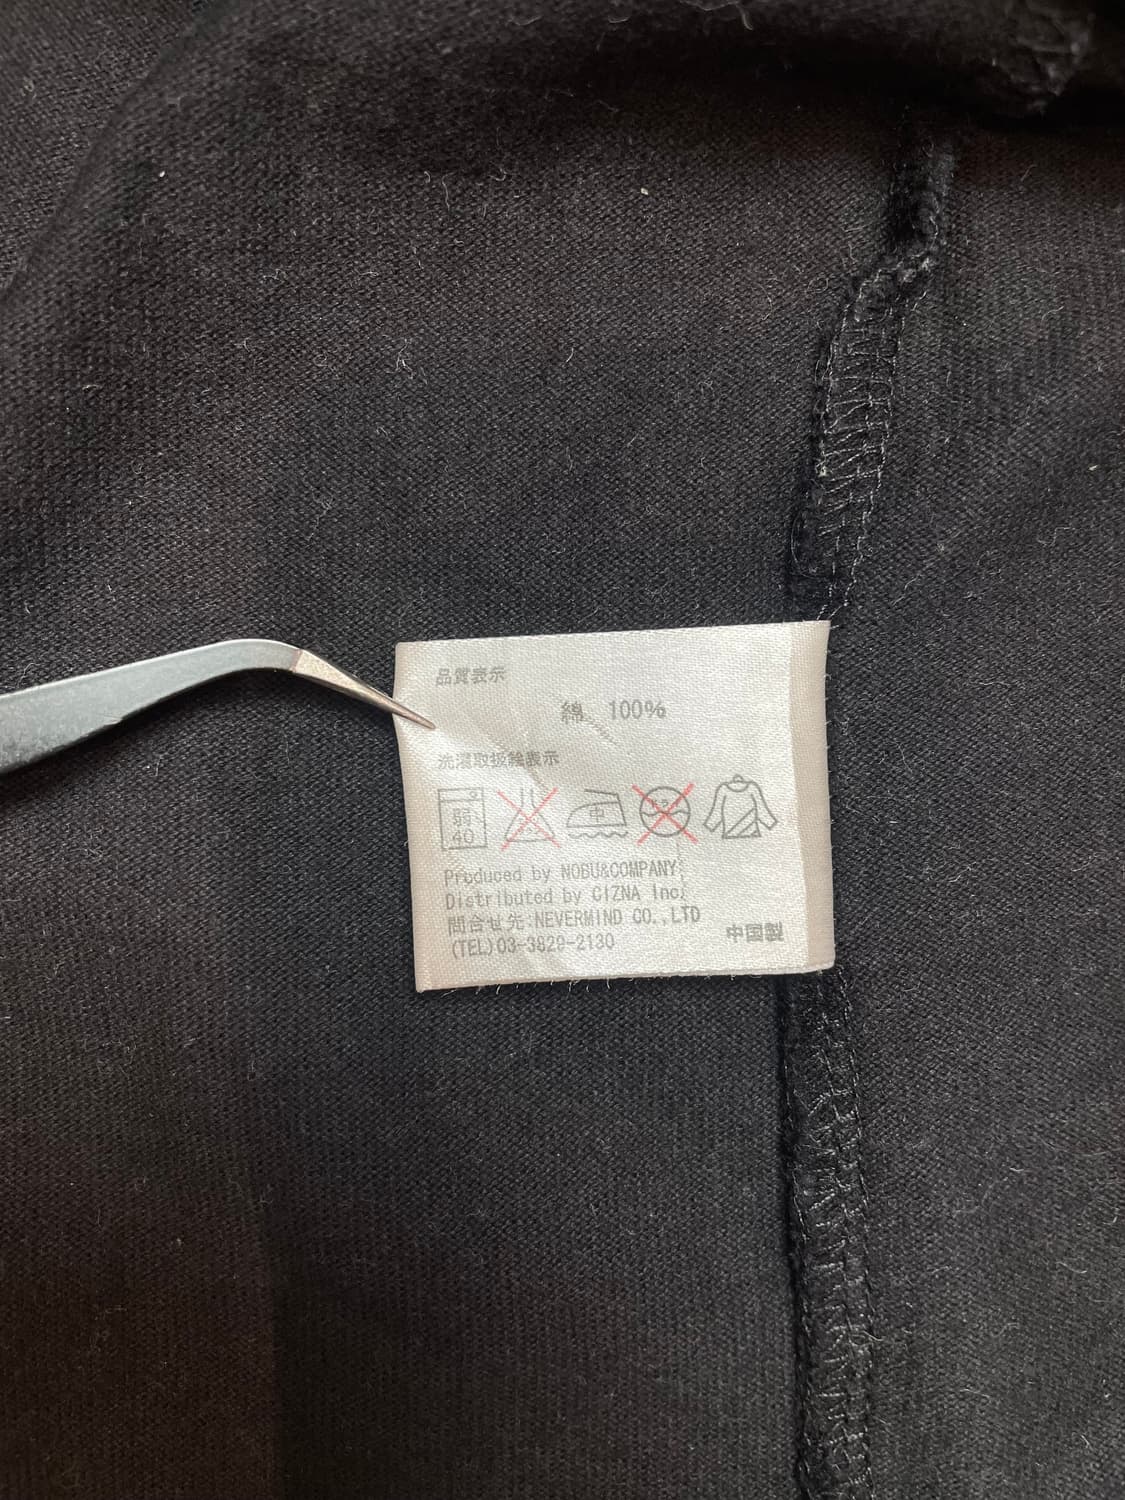 品質表示
綿 100%
洗濯取扱絵表示
弱
40
中
Produced by NOBU&COMPANY
Distributed by CIZNA Inc.
問合せ先:NEVERMIND CO.,LTD
(TEL)03-3829-2130
中国製